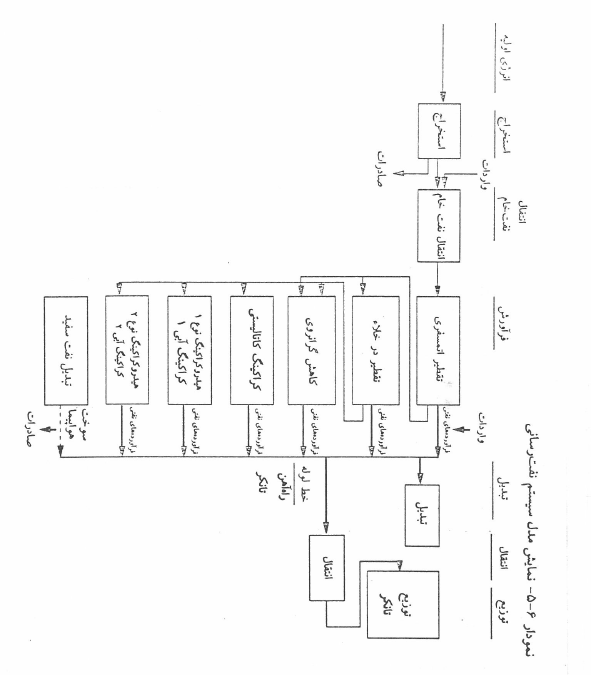 انرژی اولیه
استخراج
انتقال
نفت‌خام
فرآورش
تبدیل
انتقال
توزیع
استخراج
واردات
صادرات
انتقال نفت خام
تقطیر اتمسفری
تقطیر در خلاء
کاهش گرانروی
کراکینگ کاتالیستی
هیدروکراکینگ نوع ۱
کراکینگ آبی ۱
هیدروکراکینگ نوع ۲
کراکینگ آبی ۲
تبدیل نفت سفید
واردات
فرآورده‌های نفتی
فرآورده‌های نفتی
فرآورده‌های نفتی
فرآورده‌های نفتی
فرآورده‌های نفتی
فرآورده‌های نفتی
سوخت
هواپیما
صادرات
خط لوله
راه‌آهن
تانکر
تبدیل
انتقال
توزیع
تانکر
نمودار ۶-۵- نمایش مدل سیستم نفت‌رسانی